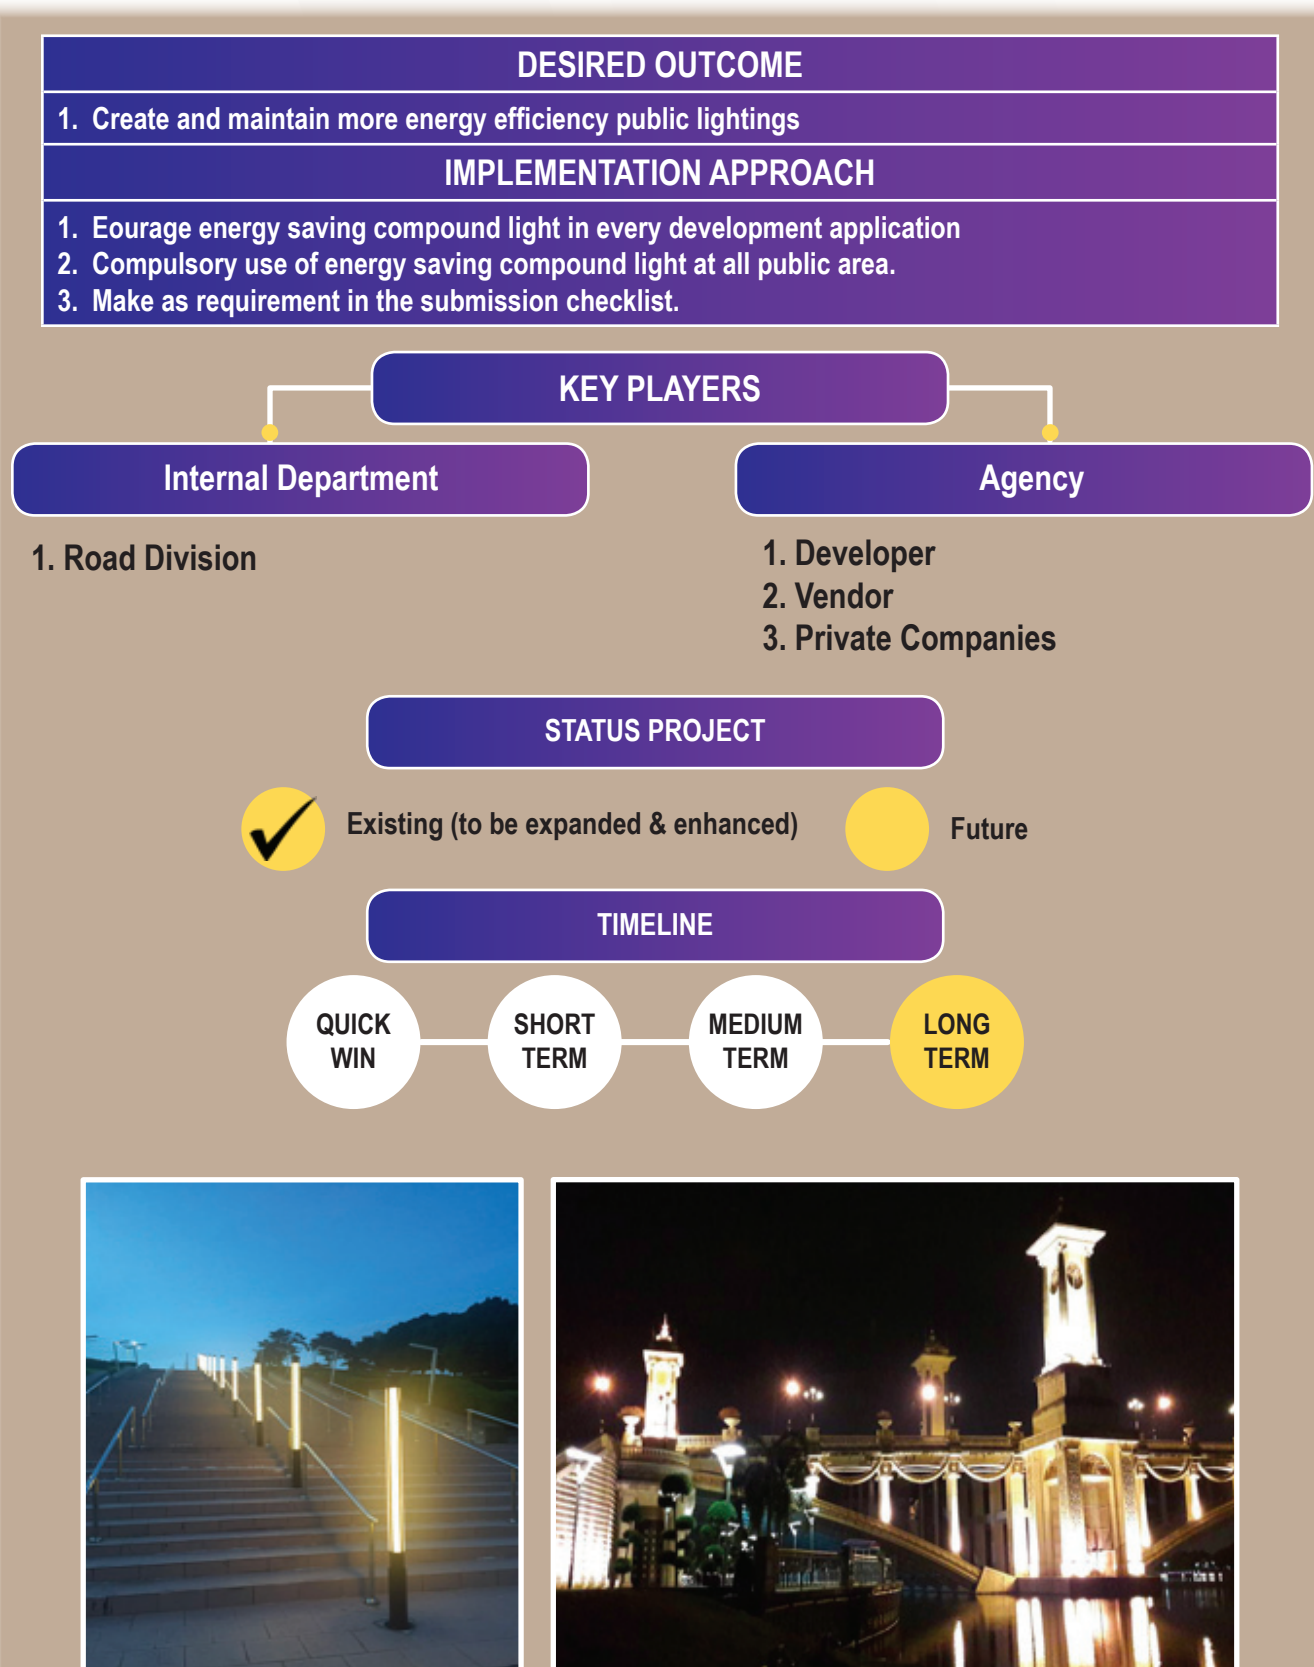 DESIRED OUTCOME
1. Create and maintain more energy efficiency public lightings
IMPLEMENTATION APPROACH
1. Eourage energy saving compound light in every development application
2. Compulsory use of energy saving compound light at all public area.
3. Make as requirement in the submission checklist.
KEY PLAYERS
Internal Department
1. Road Division
Agency
1. Developer
2. Vendor
3. Private Companies
STATUS PROJECT
Existing (to be expanded & enhanced)
Future
TIMELINE
QUICK
WIN
SHORT
TERM
MEDIUM
TERM
LONG
TERM